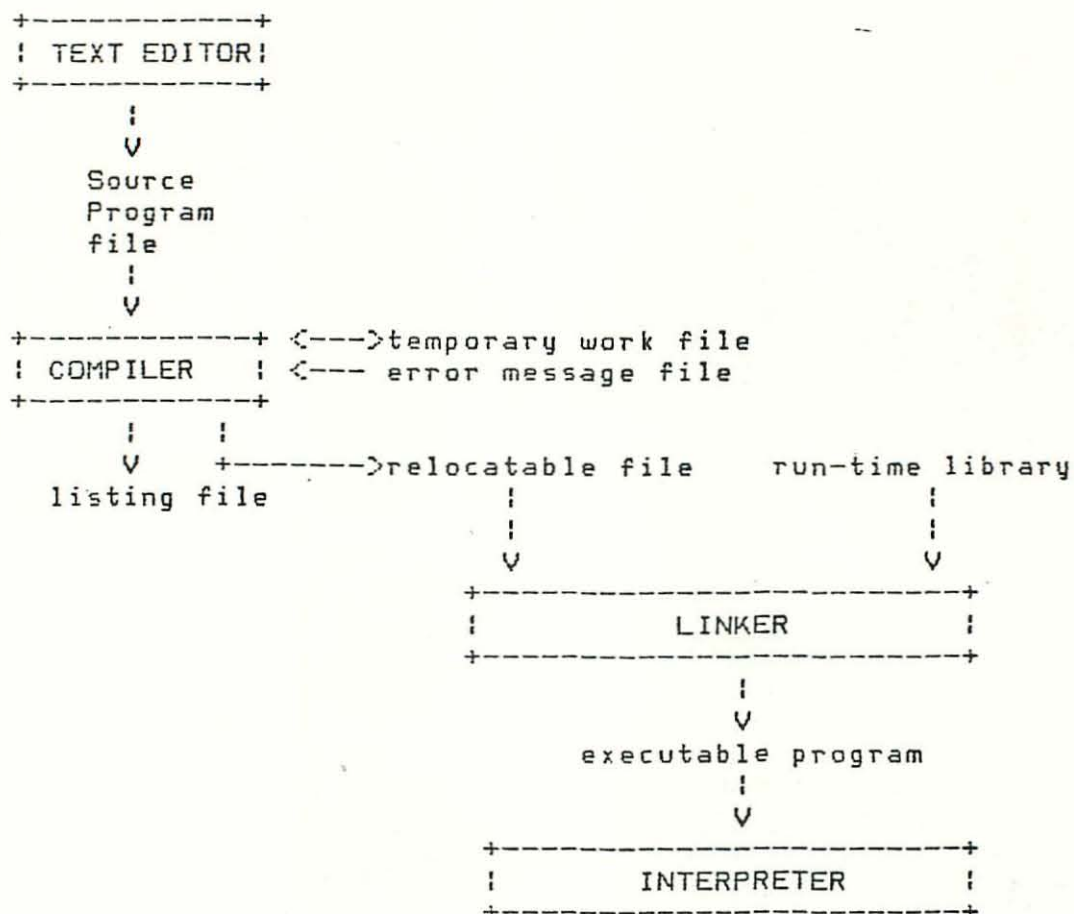 TEXT EDITOR
Source
Program
file
temporary work file
COMPILER
error message file
relocatable file run-time library
listing file
LINKER
executable program
INTERPRETER